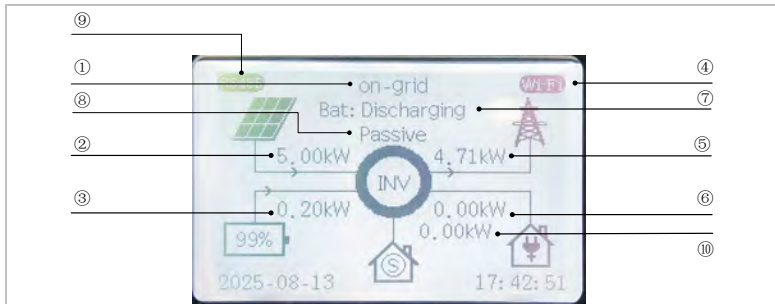 ⑨
①
on-grid
Wi-Fi
④
⑧
Bat: Discharging
⑦
Passive
②
5.00kW
4.71kW
⑤
INV
③
0.20kW
0.00kW
⑥
0.00kW
⑩
99%
S
2025-08-13
17:42:51